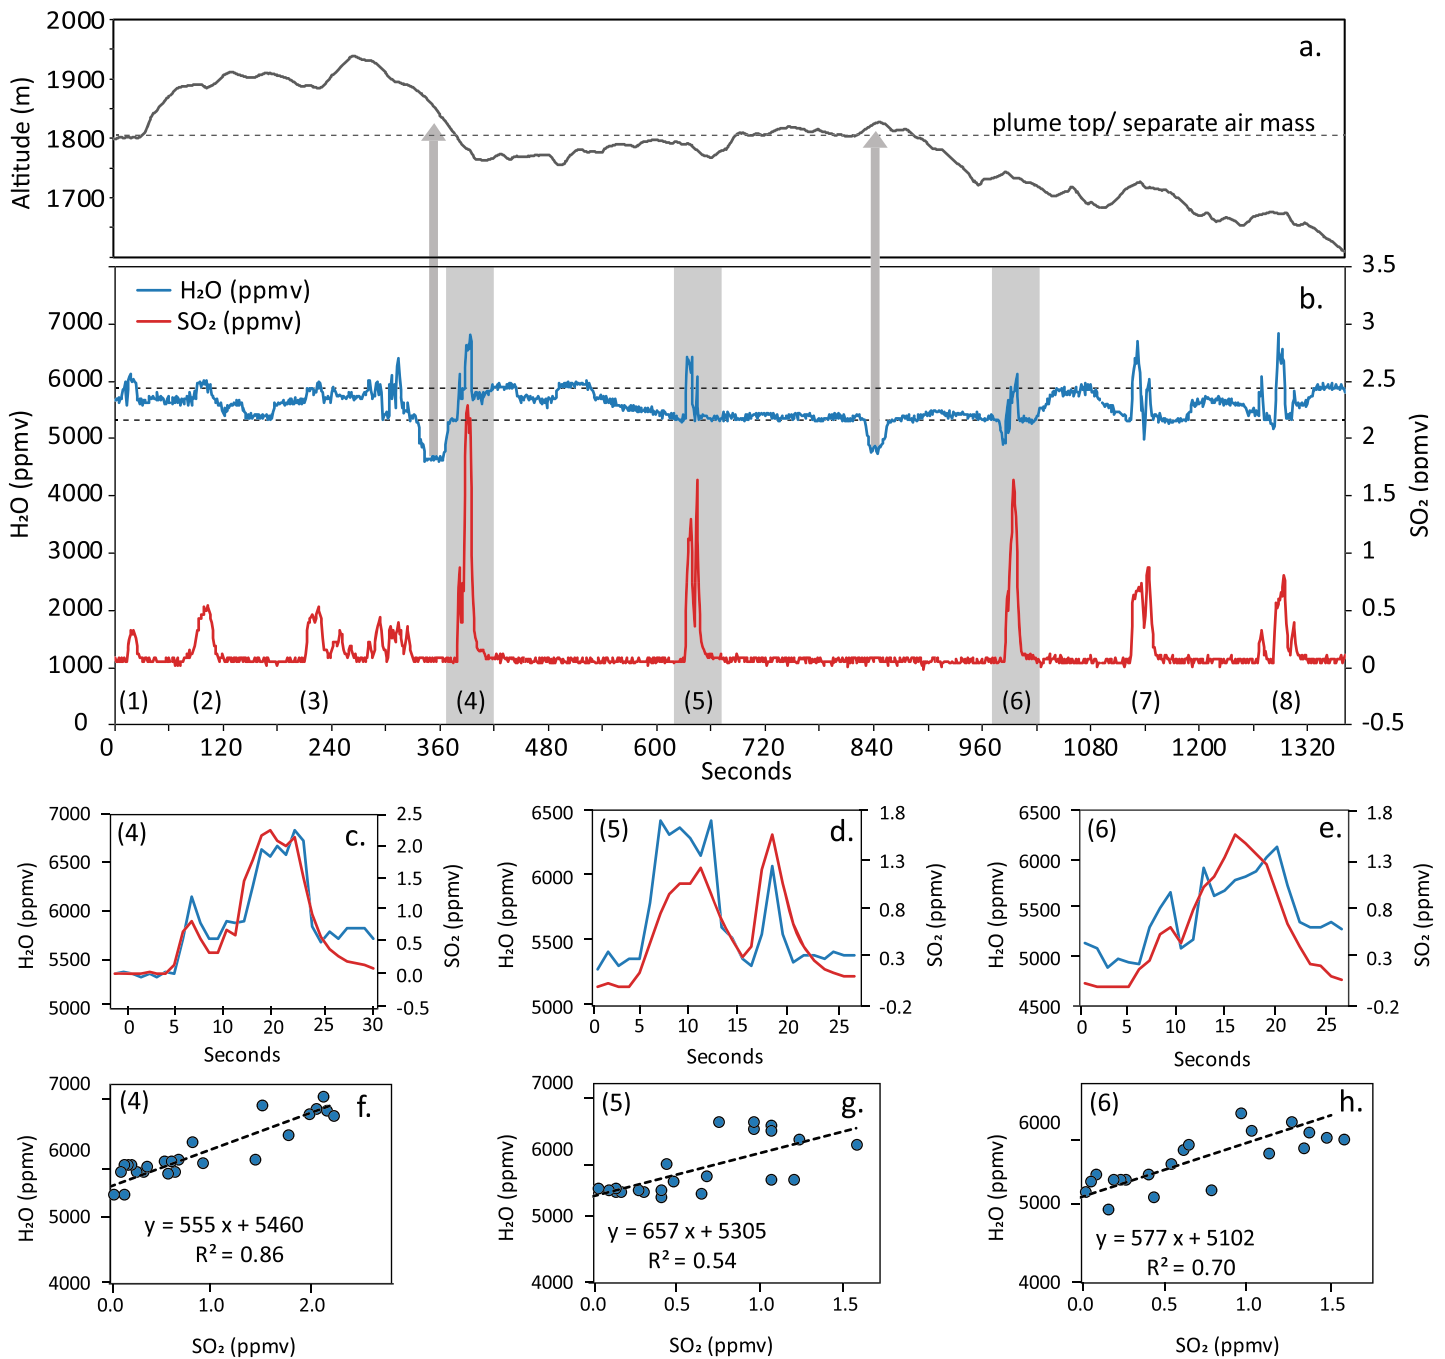 2000
1900
1800
1700
Altitude (m)
a.
plume top/ separate air mass
H₂O (ppmv)
SO₂ (ppmv)
b.
7000
6000
5000
4000
3000
2000
1000
0
H₂O (ppmv)
3.5
3
2.5
2
1.5
1
0.5
0
-0.5
SO₂ (ppmv)
(1) (2) (3) (4) (5) (6) (7) (8)
0 120 240 360 480 600 720 840 960 1080 1200 1320
Seconds
(4) c.
7000
6500
6000
5500
5000
H₂O (ppmv)
2.5
2.0
1.5
1.0
0.5
0.0
-0.5
SO₂ (ppmv)
0 5 10 20 25 30
Seconds
(5) d.
6500
6000
5500
5000
H₂O (ppmv)
1.8
1.3
0.8
0.3
-0.2
SO₂ (ppmv)
0 5 10 15 20 25
Seconds
(6) e.
6500
6000
5500
5000
4500
H₂O (ppmv)
1.8
1.3
0.8
0.3
-0.2
SO₂ (ppmv)
0 5 10 15 20 25
Seconds
(4) f.
7000
6000
5000
4000
H₂O (ppmv)
y = 555 x + 5460
R² = 0.86
0.0 1.0 2.0
SO₂ (ppmv)
(5) g.
7000
6000
5000
4000
H₂O (ppmv)
y = 657 x + 5305
R² = 0.54
0.0 0.5 1.0 1.5
SO₂ (ppmv)
(6) h.
6000
5000
4000
H₂O (ppmv)
y = 577 x + 5102
R² = 0.70
0.0 0.5 1.0 1.5
SO₂ (ppmv)